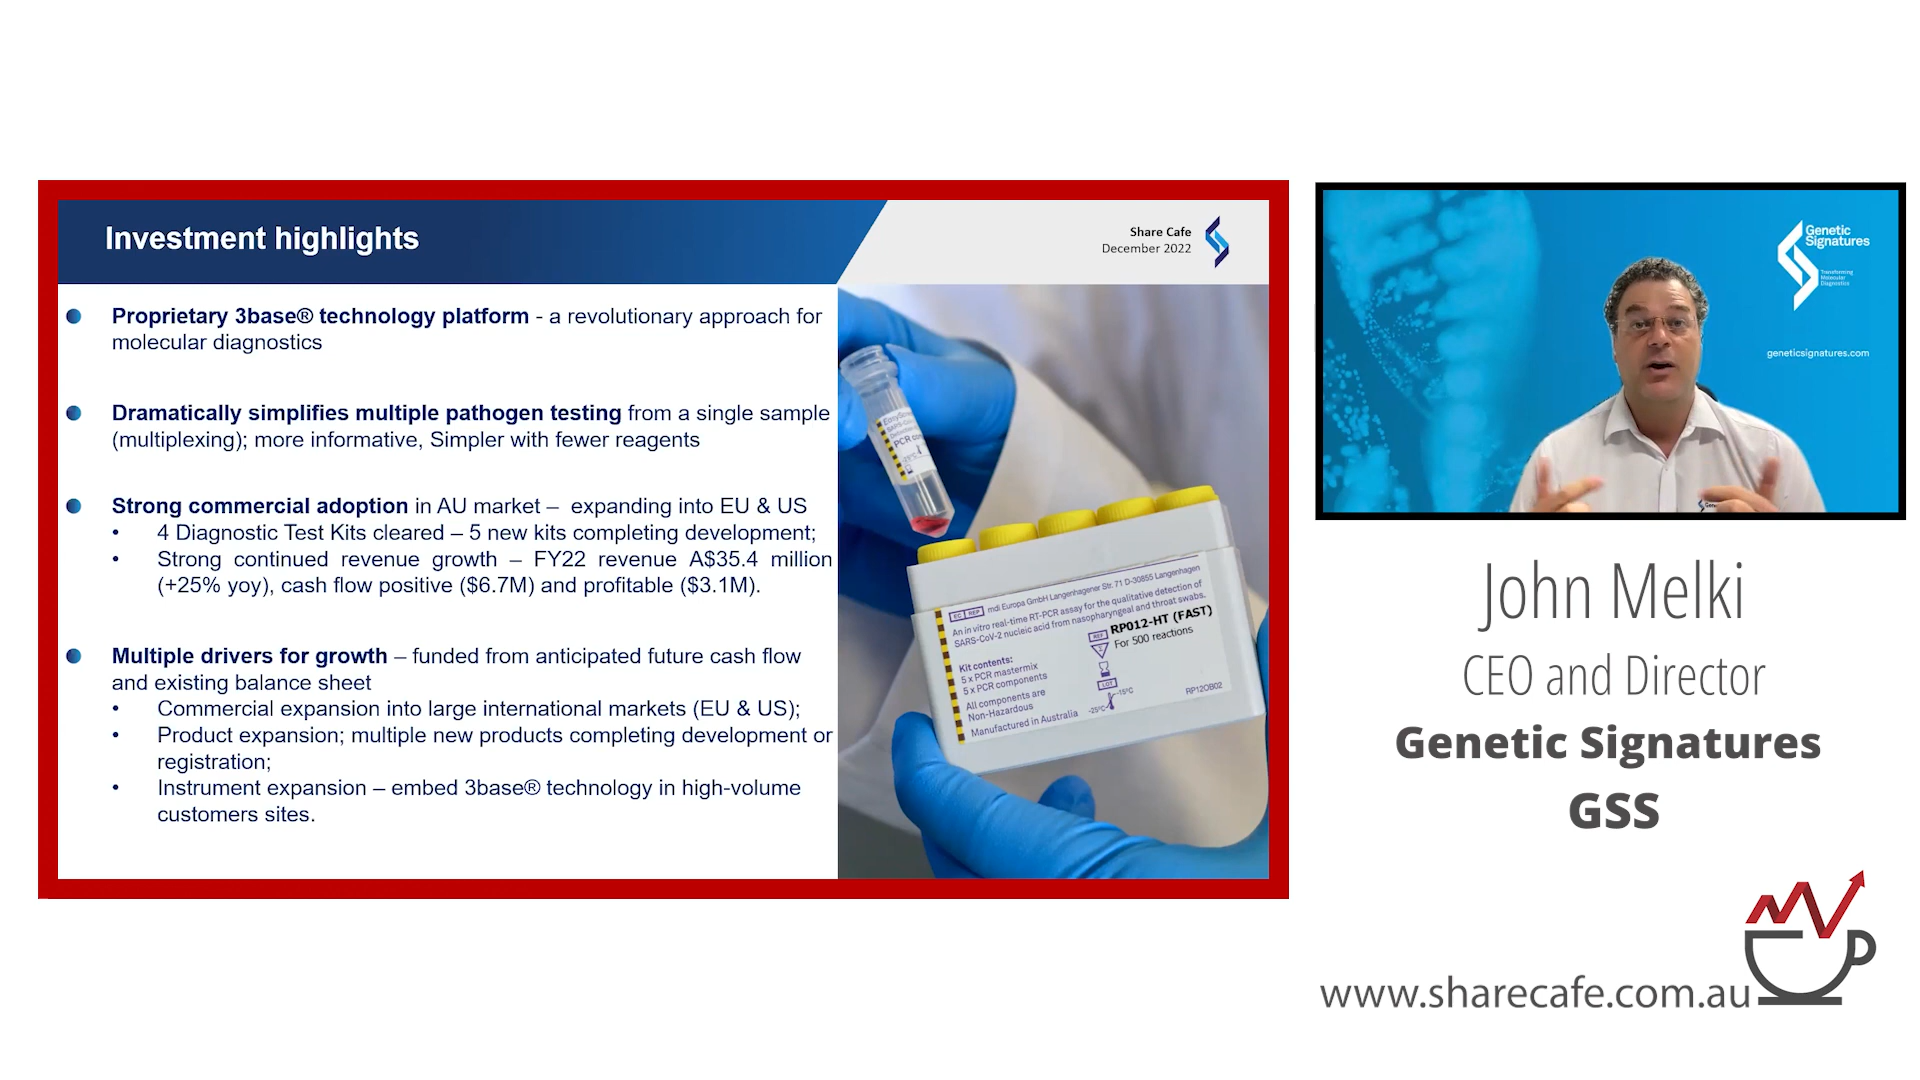 Investment highlights
Share Cafe
December 2022
Proprietary 3base® technology platform - a revolutionary approach for
molecular diagnostics
Dramatically simplifies multiple pathogen testing from a single sample
(multiplexing); more informative, Simpler with fewer reagents
Strong commercial adoption in AU market – expanding into EU & US
• 4 Diagnostic Test Kits cleared – 5 new kits completing development;
• Strong continued revenue growth – FY22 revenue A$35.4 million
(+25% yoy), cash flow positive ($6.7M) and profitable ($3.1M).
Multiple drivers for growth – funded from anticipated future cash flow
and existing balance sheet
• Commercial expansion into large international markets (EU & US);
• Product expansion; multiple new products completing development or
registration;
• Instrument expansion – embed 3base® technology in high-volume
customers sites.
EC REP mdi Europa GmbH Langenhagener Str. 71 D-30855 Langenhagen
An in vitro real-time RT-PCR assay for the qualitative detection of
SARS-CoV-2 nucleic acid from nasopharyngeal and throat swabs.
REF RP012-HT (FAST)
For 500 reactions
Kit contents:
5 x PCR mastermix
5 x PCR components
All components are
Non-Hazardous
Manufactured in Australia
LOT
-15°C
-25°C
RP12OB02
Genetic
Signatures
Transforming
Molecular
Diagnostics
geneticsignatures.com
John Melki
CEO and Director
Genetic Signatures
GSS
www.sharecafe.com.au